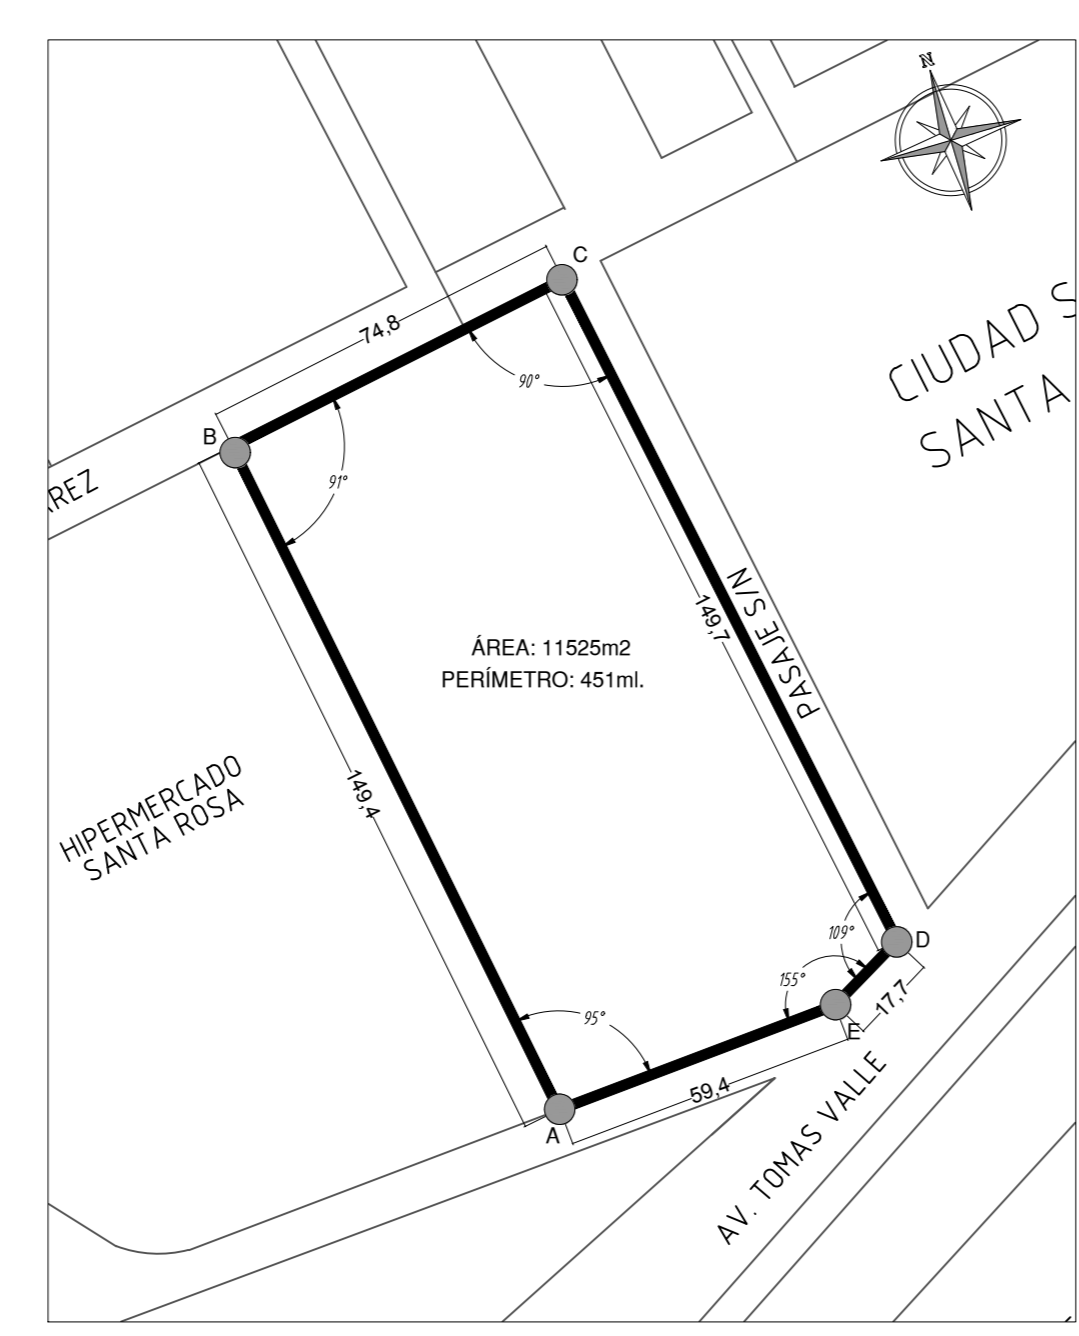 N
C
74,8
CIUDAD S
SANTA
90°
B
91°
149,7
PASAJE S/N
ÁREA: 11525m2
PERÍMETRO: 451ml.
149,4
HIPERMERCADO
SANTA ROSA
109°
D
155°
17,7
95°
E
59,4
A
AV. TOMAS VALLE